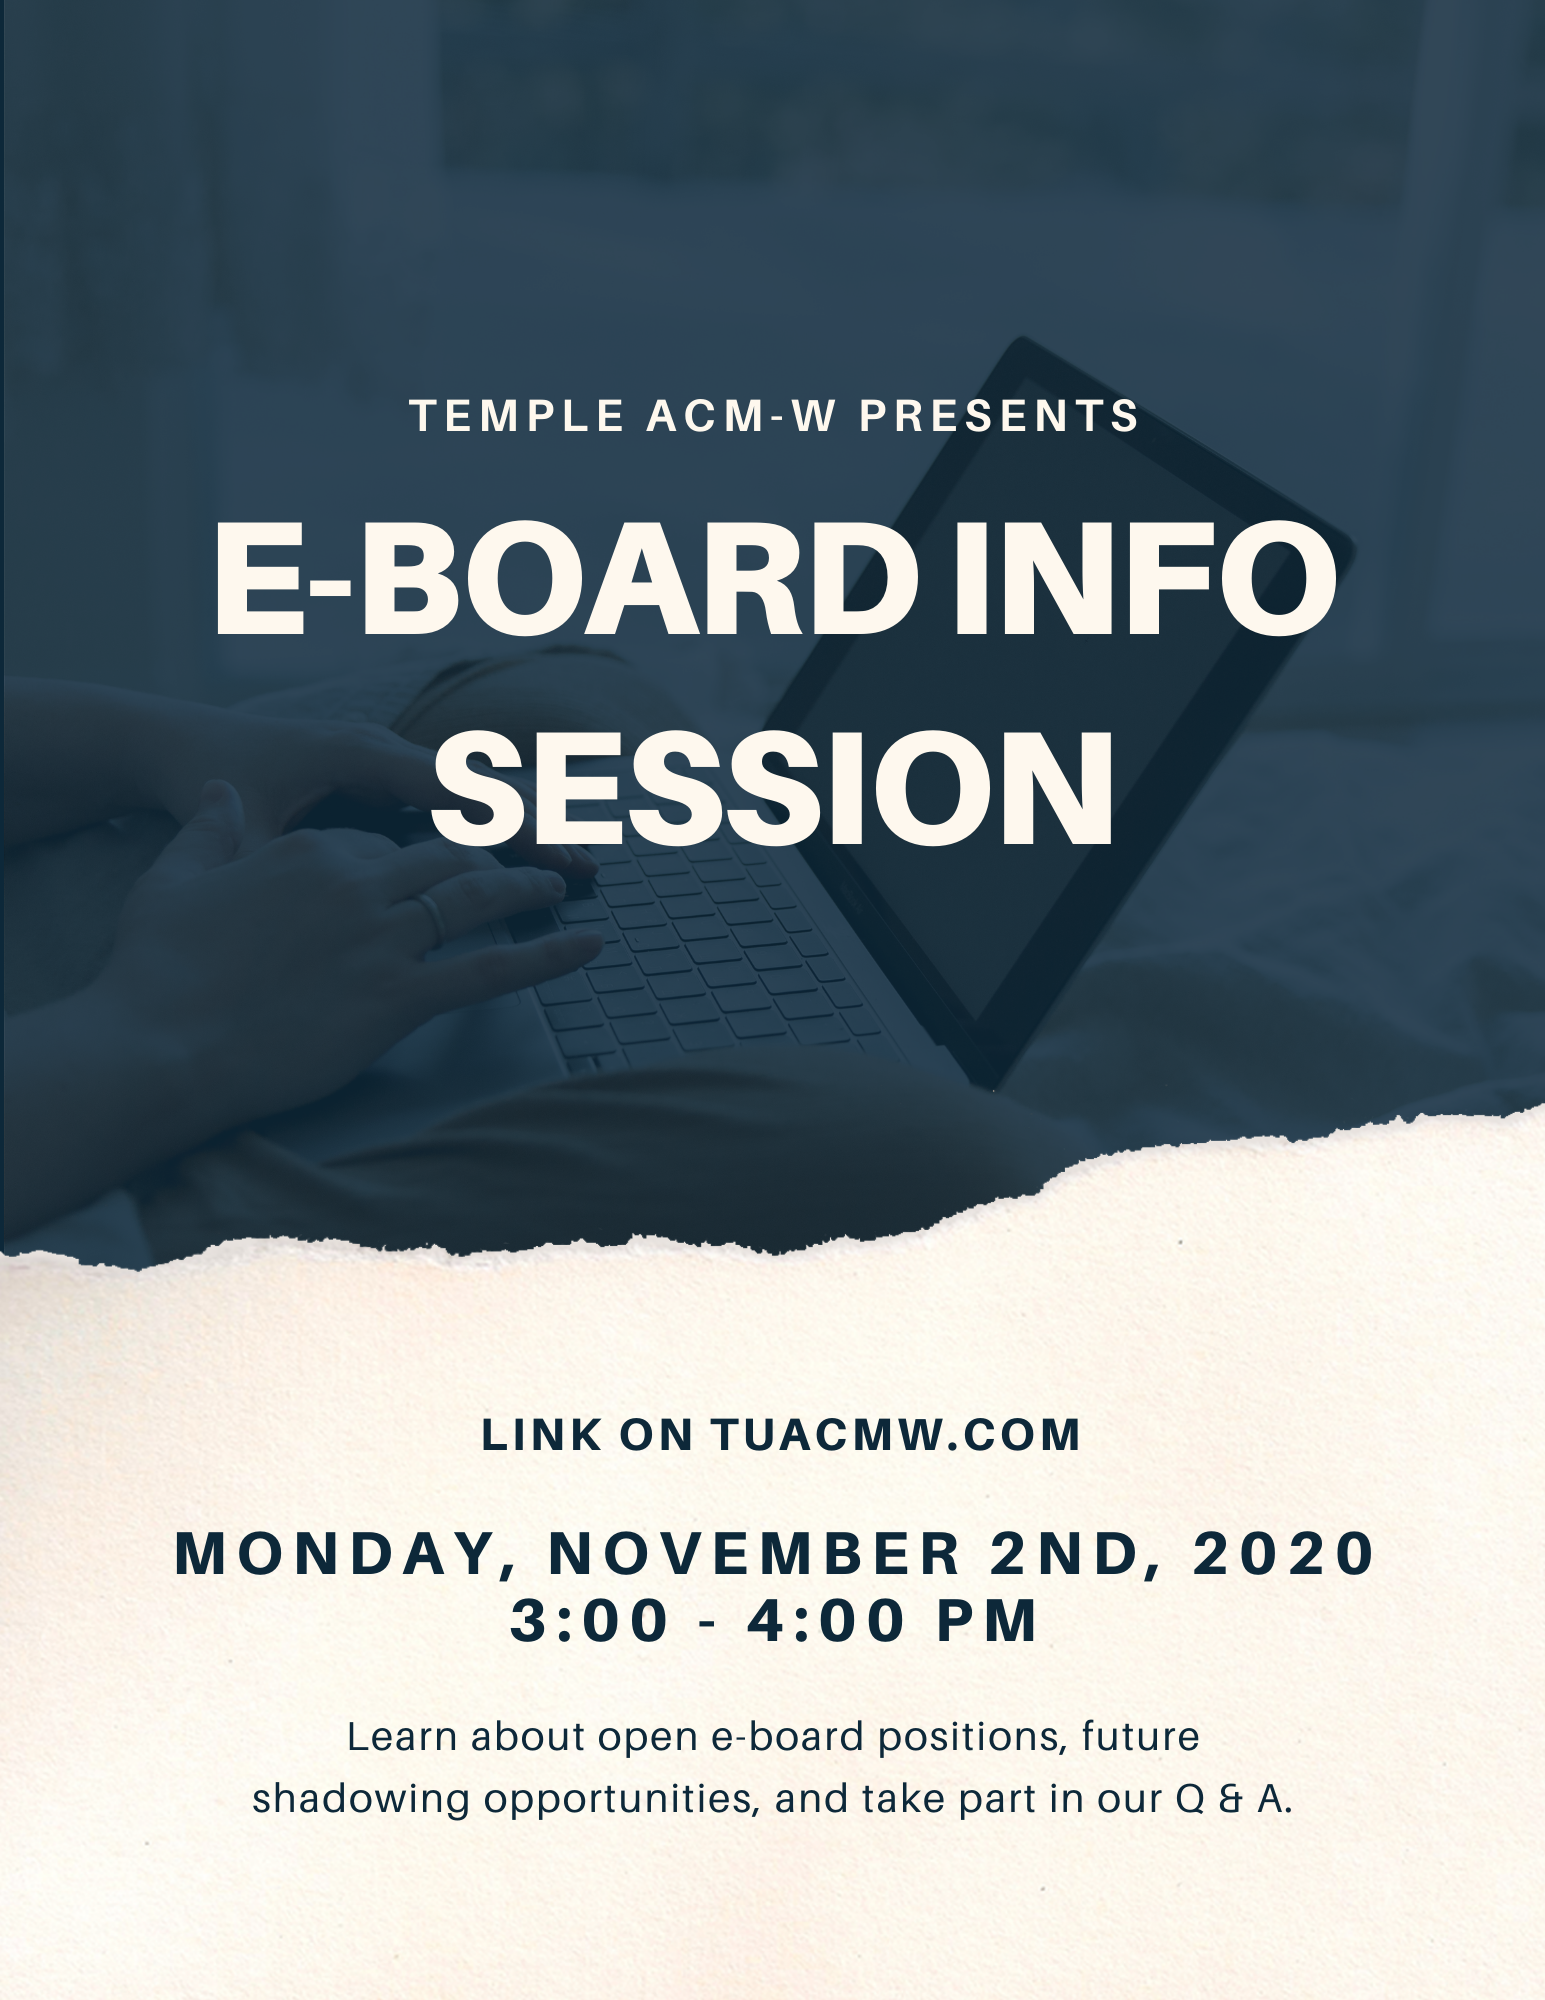 TEMPLE ACM-W PRESENTS
E-BOARD INFO
SESSION
LINK ON TUACMW.COM
MONDAY, NOVEMBER 2ND, 2020
3:00 - 4:00 PM
Learn about open e-board positions, future
shadowing opportunities, and take part in our Q & A.